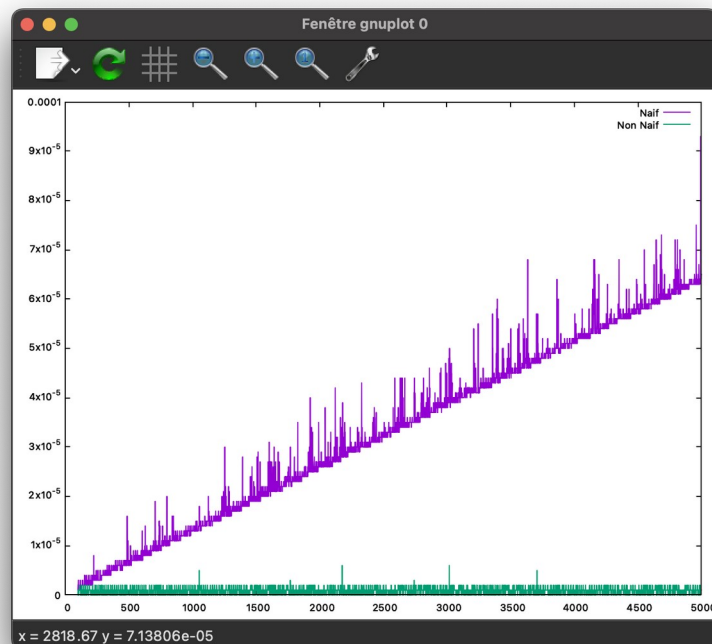 Fenêtre gnuplot 0
0.0001
9x10⁻⁵
8x10⁻⁵
7x10⁻⁵
6x10⁻⁵
5x10⁻⁵
4x10⁻⁵
3x10⁻⁵
2x10⁻⁵
1x10⁻⁵
0
Naif
Non Naif
0 500 1000 1500 2000 2500 3000 3500 4000 4500 5000
x = 2818.67 y = 7.13806e-05